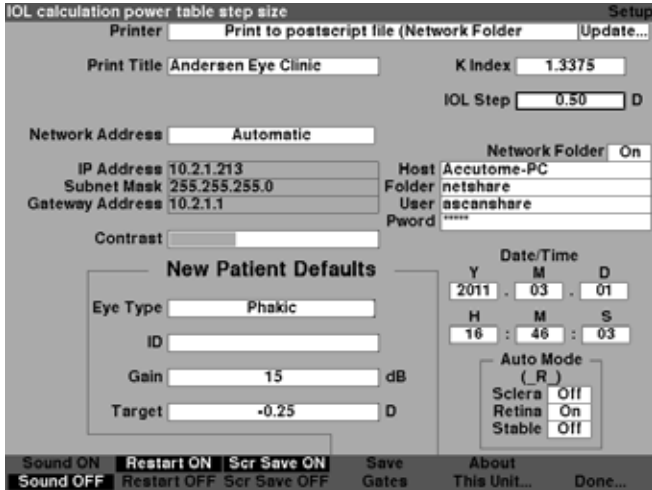 IOL calculation power table step size Setup
Printer Print to postscript file (Network Folder Update...
Print Title Andersen Eye Clinic K Index 1.3375
IOL Step 0.50 D
Network Address Automatic
Network Folder On
IP Address 10.2.1.213 Host Accutome-PC
Subnet Mask 255.255.255.0 Folder netshare
Gateway Address 10.2.1.1 User ascanshare
Pword *****
Contrast
New Patient Defaults
Eye Type Phakic
ID
Gain 15 dB
Target -0.25 D
Date/Time
Y M D
2011 . 03 . 01
H M S
16 : 46 : 03
Auto Mode
(_R_)
Sclera Off
Retina On
Stable Off
Sound ON Restart ON Scr Save ON Save About
Sound OFF Restart OFF Scr Save OFF Gates This Unit... Done...